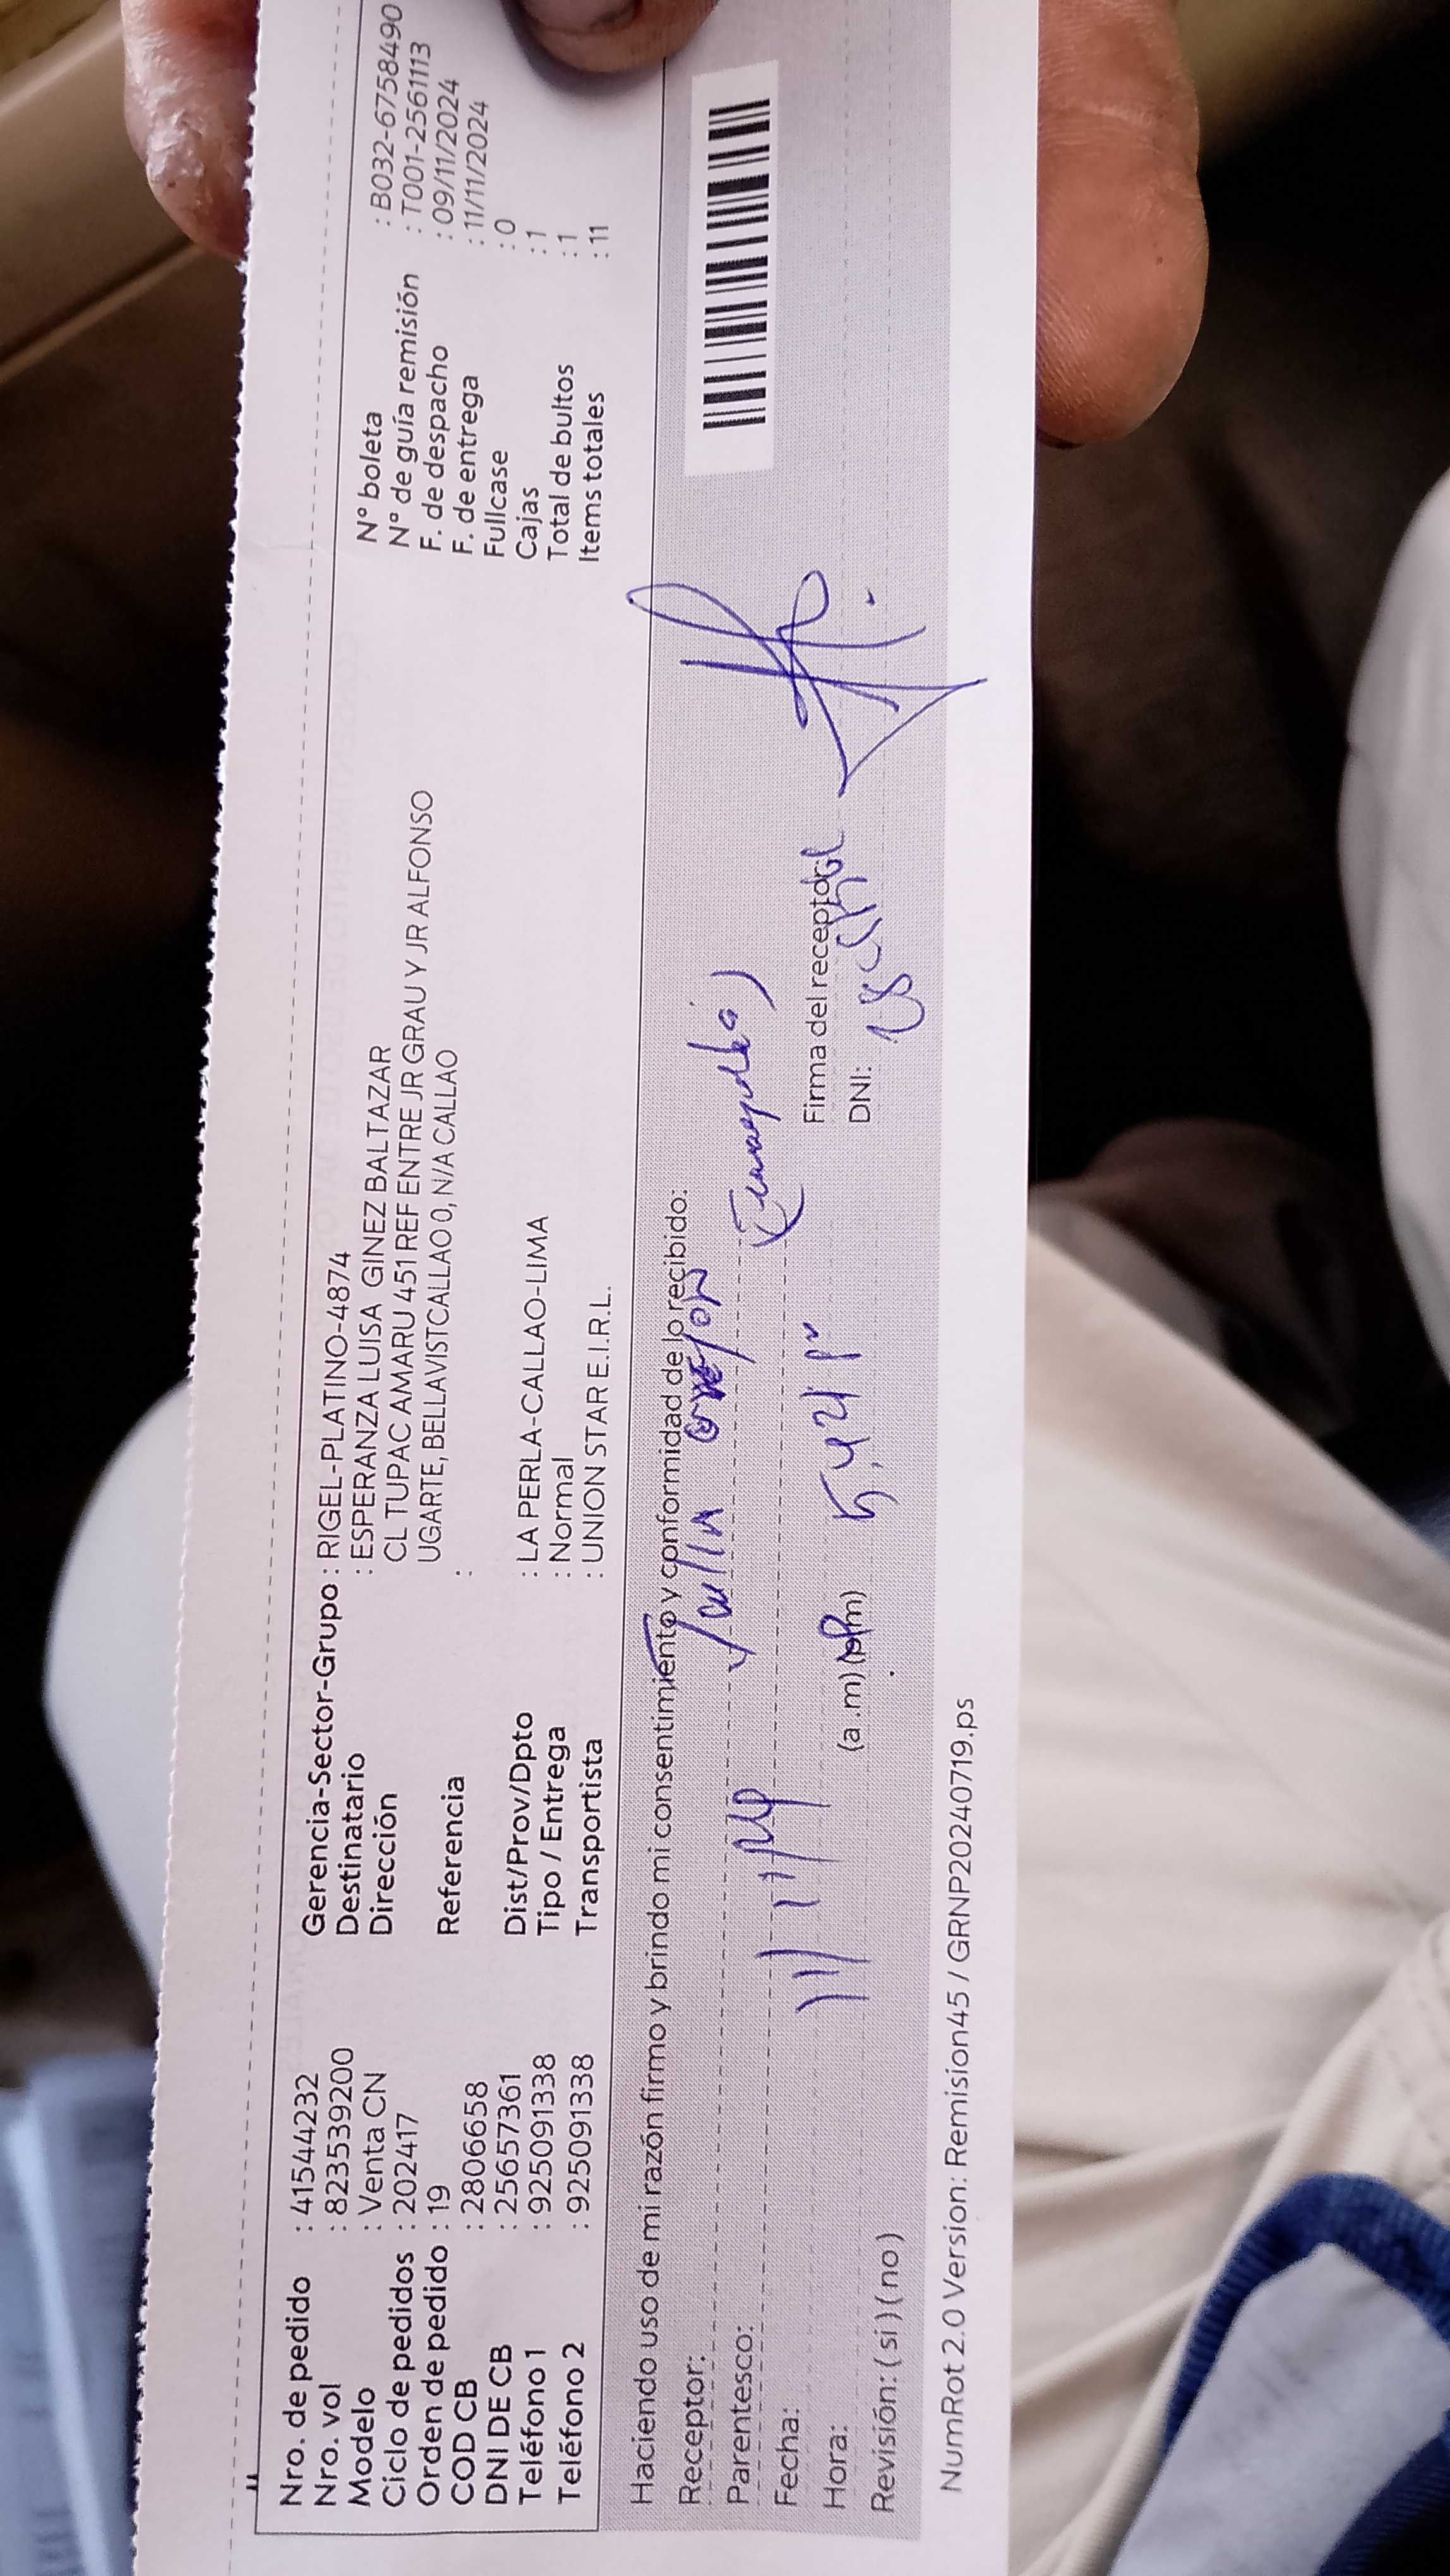 Nro. de pedido : 41544232
Nro. vol : 823539200
Modelo : Venta CN
Ciclo de pedidos : 202417
Orden de pedido : 19
COD CB : 2806658
DNI DE CB : 25657361
Teléfono 1 : 925091338
Teléfono 2 : 925091338
Gerencia-Sector-Grupo : RIGEL-PLATINO-4874
Destinatario : ESPERANZA LUISA GINEZ BALTAZAR
Dirección CL TUPAC AMARU 451 REF ENTRE JR GRAU Y JR ALFONSO
UGARTE, BELLAVISTCALLAO 0, N/A CALLAO
Referencia :
Dist/Prov/Dpto : LA PERLA-CALLAO-LIMA
Tipo / Entrega : Normal
Transportista : UNION STAR E.I.R.L.
N° boleta : B032-6758490
N° de guía remisión : T001-2561113
F. de despacho : 09/11/2024
F. de entrega : 11/11/2024
Fullcase : 0
Cajas : 1
Total de bultos : 1
Items totales : 11
Haciendo uso de mi razón firmo y brindo mi consentimiento y conformidad de lo recibido:
Receptor:
Parentesco:
Fecha:
Hora: (a .m) (p.m)
Revisión: ( si ) ( no )
Firma del receptor
DNI:
NumRot 2.0 Version: Remision45 / GRNP20240719.ps